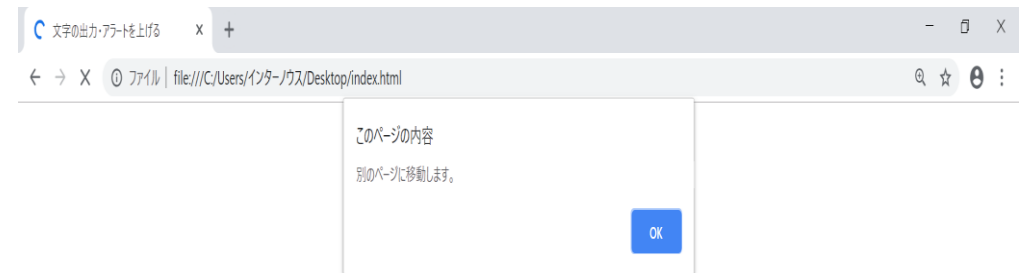 文字の出力・アラートを上げる
ファイル | file:///C:/Users/インターノウス/Desktop/index.html
このページの内容
別のページに移動します。
OK